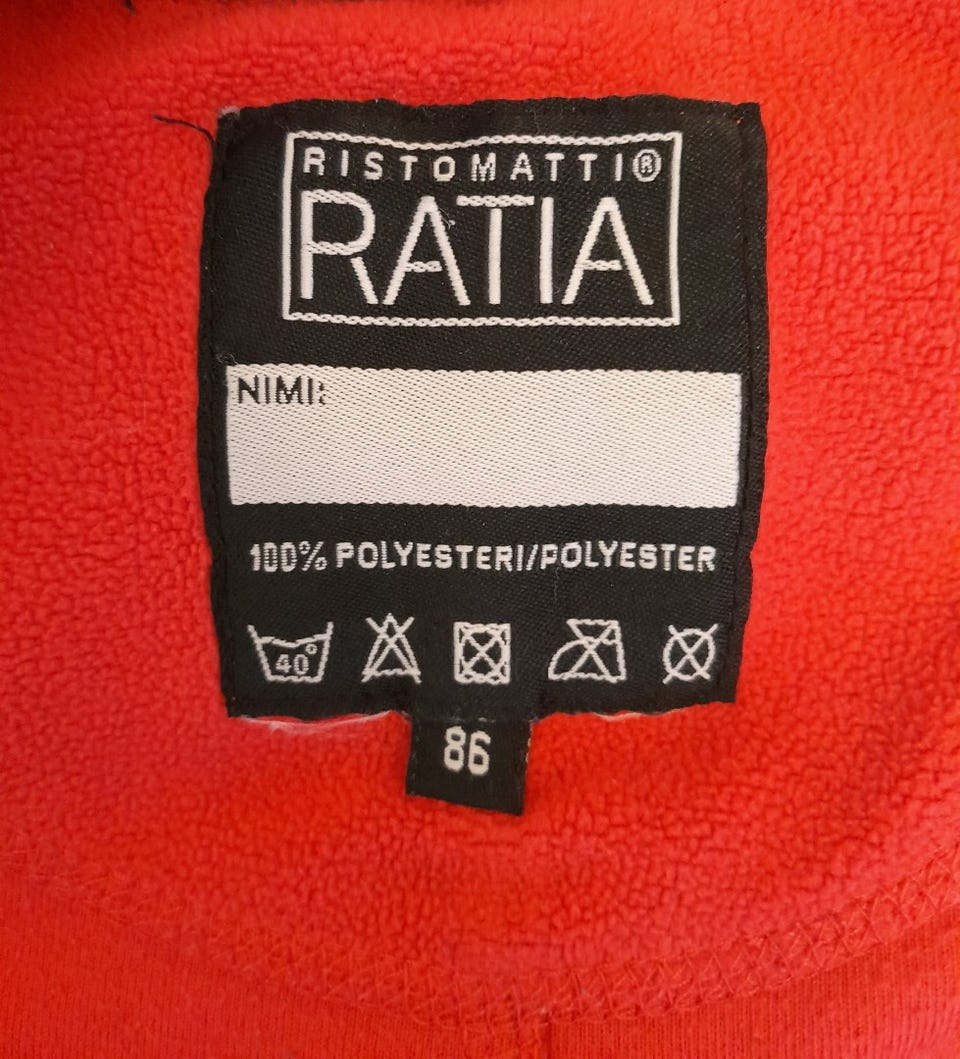 RISTOMATTI®
RATIA
NIMI:
100% POLYESTERI/POLYESTER
40°
86